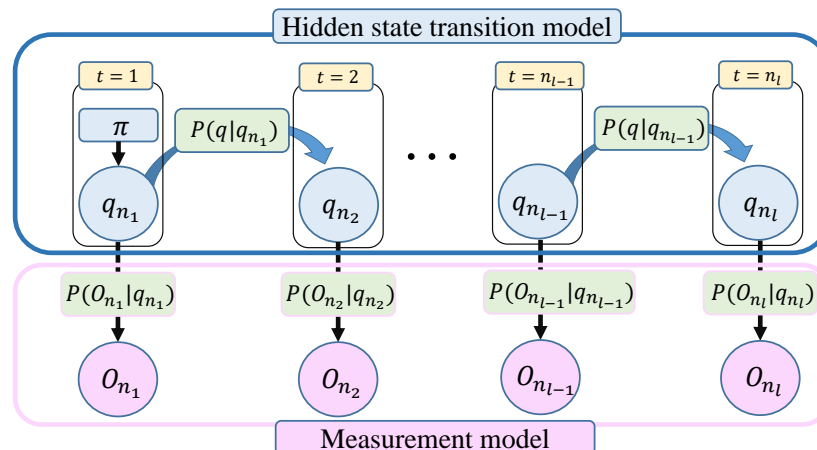 Hidden state transition model
t = 1
t = 2
t = n_{l−1}
t = n_l
π
P(q|q_{n_1})
P(q|q_{n_{l−1}})
· · ·
q_{n_1}
q_{n_2}
q_{n_{l−1}}
q_{n_l}
P(O_{n_1}|q_{n_1})
P(O_{n_2}|q_{n_2})
P(O_{n_{l−1}}|q_{n_{l−1}})
P(O_{n_l}|q_{n_l})
O_{n_1}
O_{n_2}
O_{n_{l−1}}
O_{n_l}
Measurement model